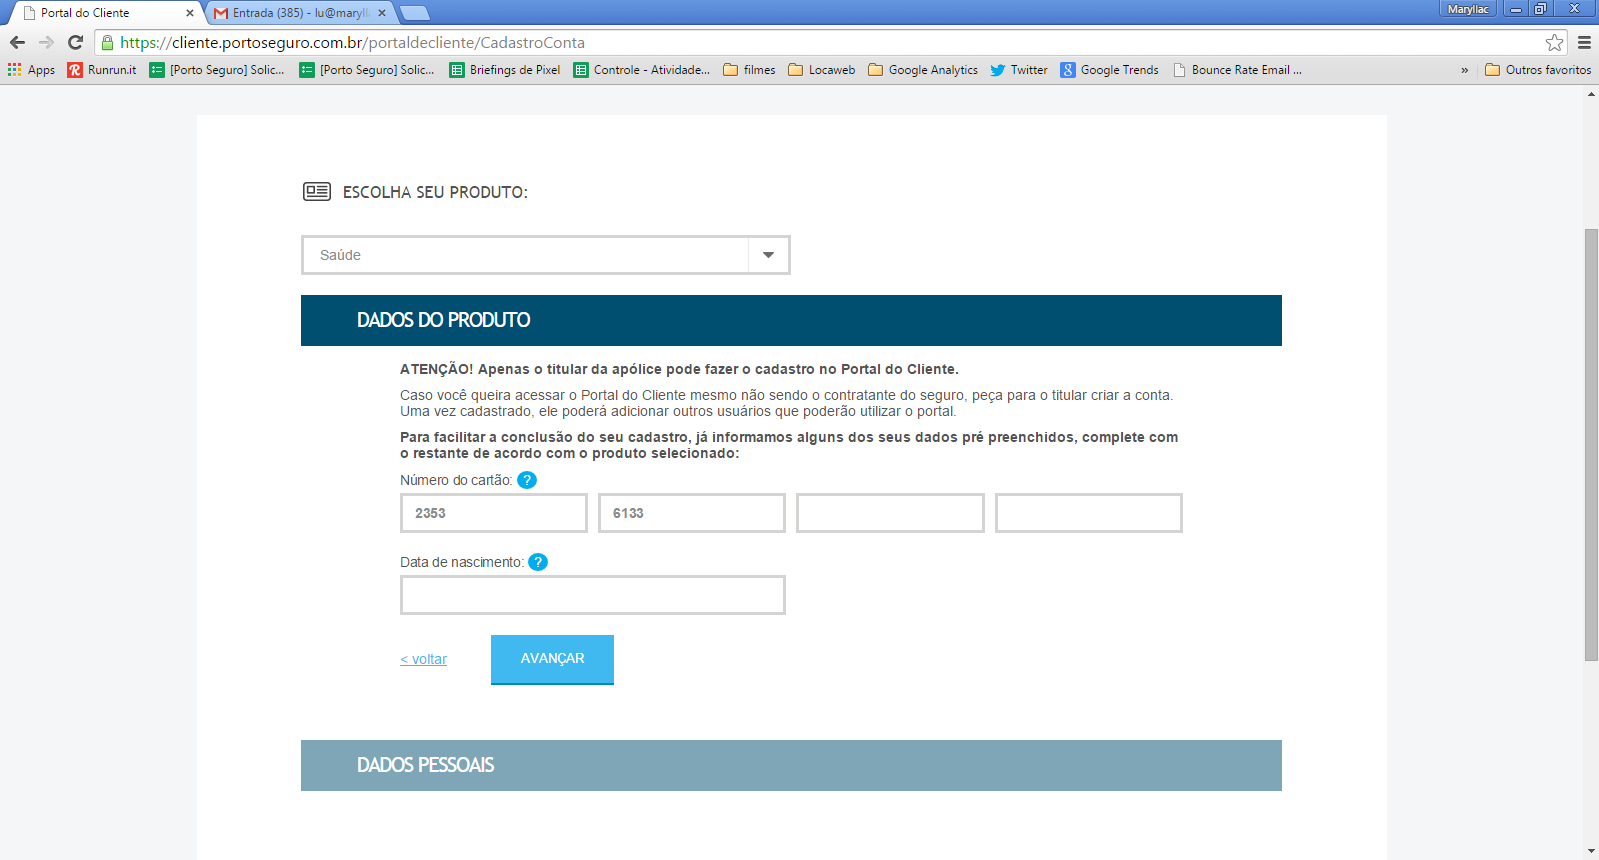 Portal do Cliente
Entrada (385) - lu@maryll
Maryllac
https://cliente.portoseguro.com.br/portaldecliente/CadastroConta
Apps
Runrun.it
[Porto Seguro] Solic...
[Porto Seguro] Solic...
Briefings de Pixel
Controle - Atividade...
filmes
Locaweb
Google Analytics
Twitter
Google Trends
Bounce Rate Email ...
»
Outros favoritos
ESCOLHA SEU PRODUTO:
Saúde
DADOS DO PRODUTO
ATENÇÃO! Apenas o titular da apólice pode fazer o cadastro no Portal do Cliente.
Caso você queira acessar o Portal do Cliente mesmo não sendo o contratante do seguro, peça para o titular criar a conta.
Uma vez cadastrado, ele poderá adicionar outros usuários que poderão utilizar o portal.
Para facilitar a conclusão do seu cadastro, já informamos alguns dos seus dados pré preenchidos, complete com
o restante de acordo com o produto selecionado:
Número do cartão: ?
2353 6133
Data de nascimento: ?
< voltar
AVANÇAR
DADOS PESSOAIS